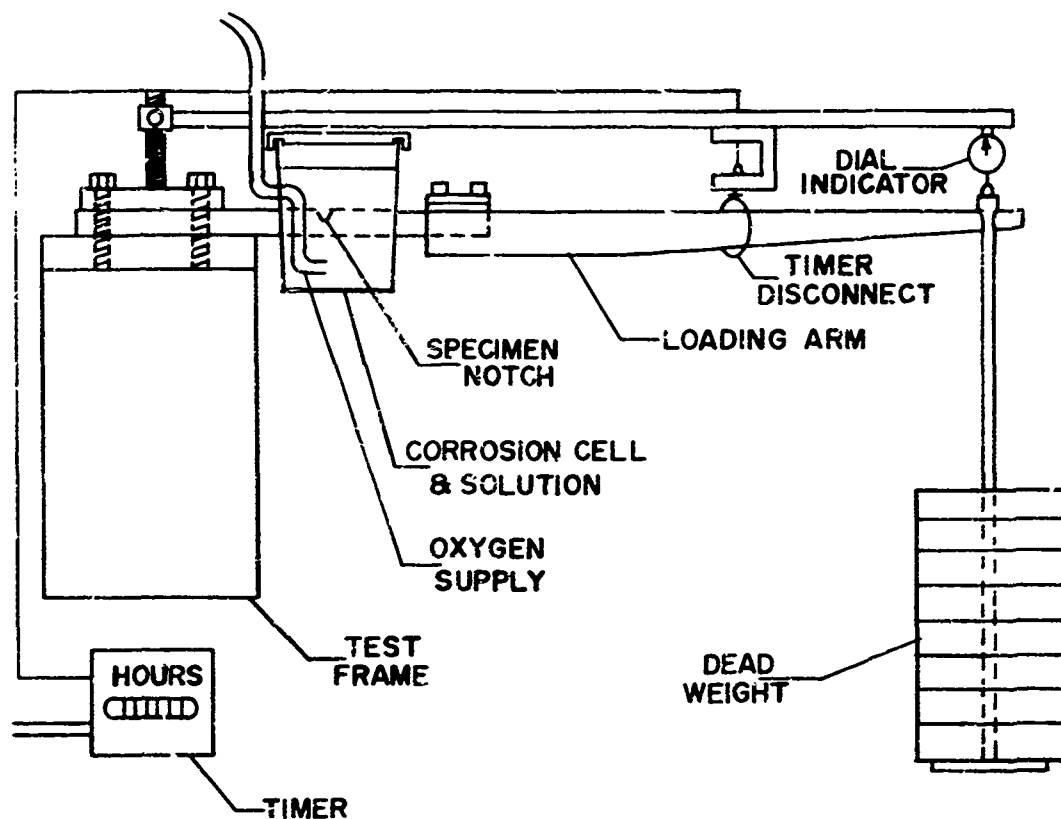 DIAL
INDICATOR
TIMER
DISCONNECT
LOADING ARM
SPECIMEN
NOTCH
CORROSION CELL
& SOLUTION
OXYGEN
SUPPLY
TEST
FRAME
DEAD
WEIGHT
HOURS
TIMER